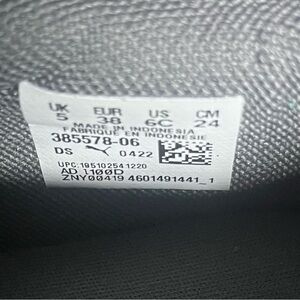 UK EUR US CM
5 38 6C 24
MADE IN INDONESIA
FABRIQUE EN INDONESIE
385578-06
DS 0422
UPC:195102541220
AD 1100D
ZNY00419 4601491441_1